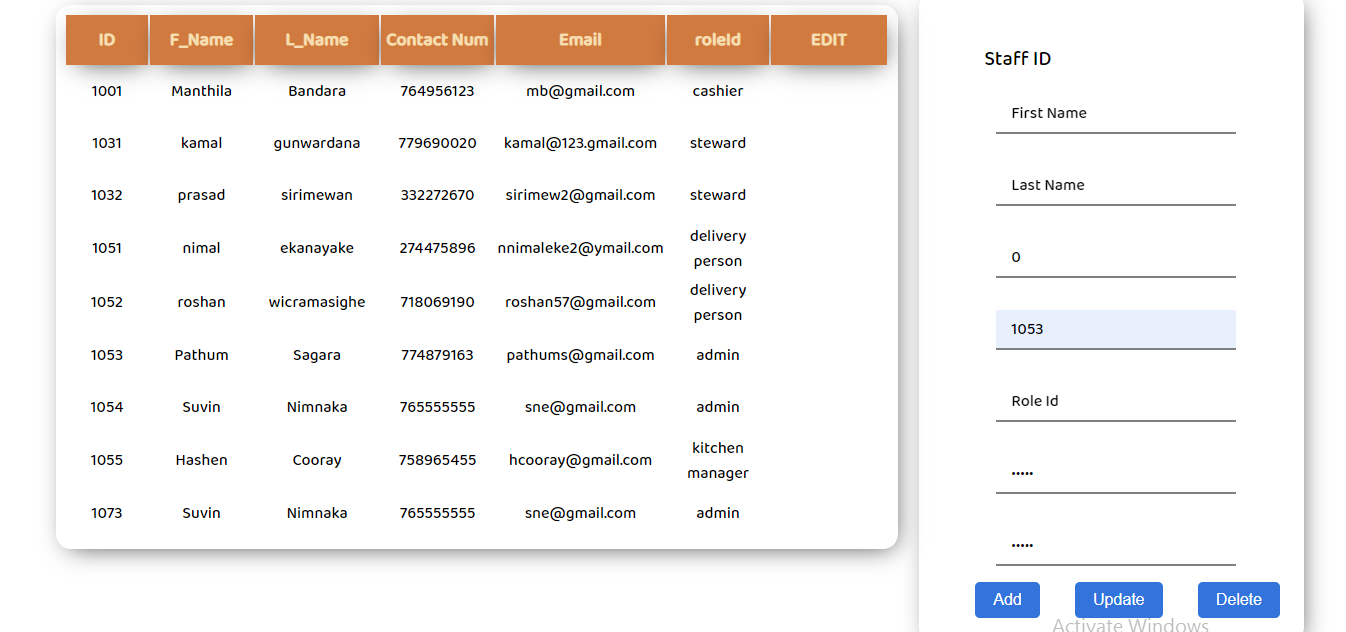 ID F_Name L_Name Contact Num Email roleId EDIT
1001 Manthila Bandara 764956123 mb@gmail.com cashier
1031 kamal gunwardana 779690020 kamal@123.gmail.com steward
1032 prasad sirimewan 332272670 sirimew2@gmail.com steward
1051 nimal ekanayake 274475896 nnimaleke2@ymail.com delivery
person
1052 roshan wicramasighe 718069190 roshan57@gmail.com delivery
person
1053 Pathum Sagara 774879163 pathums@gmail.com admin
1054 Suvin Nimnaka 765555555 sne@gmail.com admin
1055 Hashen Cooray 758965455 hcooray@gmail.com kitchen
manager
1073 Suvin Nimnaka 765555555 sne@gmail.com admin
Staff ID
First Name
Last Name
0
1053
Role Id
•••••
•••••
Add Update Delete
Activate Windows